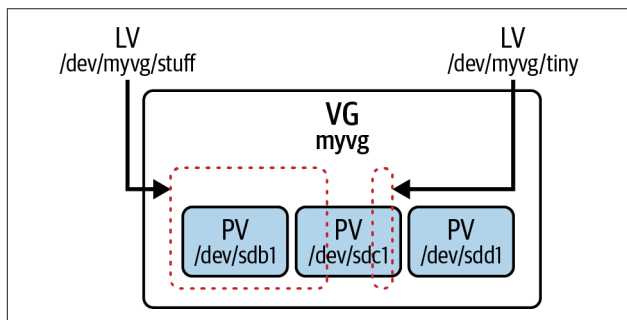 LV
/dev/myvg/stuff
LV
/dev/myvg/tiny
VG
myvg
PV
/dev/sdb1
PV
/dev/sdc1
PV
/dev/sdd1